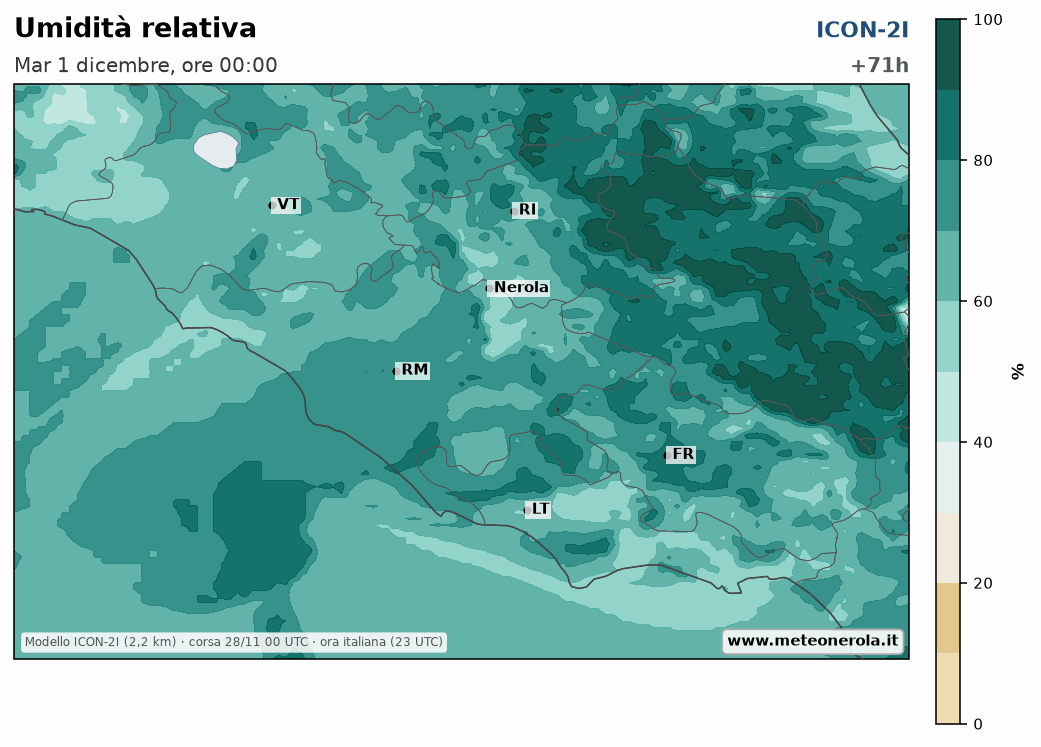 Umidità relativa
ICON-2I
Mar 1 dicembre, ore 00:00
+71h
100
80
60
40
20
0
%
VT
RI
Nerola
RM
FR
LT
Modello ICON-2I (2,2 km) · corsa 28/11 00 UTC · ora italiana (23 UTC)
www.meteonerola.it